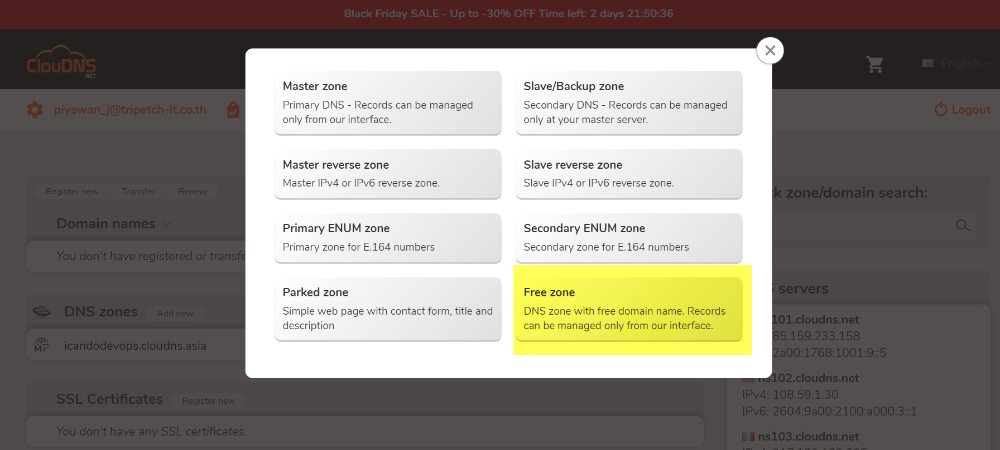 Black Friday SALE - Up to -30% OFF Time left: 2 days 21:50:36
ClouDNS
.NET
English
piyawan_j@tripetch-it.co.th
Logout
Master zone
Primary DNS - Records can be managed
only from our interface.
Slave/Backup zone
Secondary DNS - Records can be managed
only at your master server.
Master reverse zone
Master IPv4 or IPv6 reverse zone.
Slave reverse zone
Slave IPv4 or IPv6 reverse zone.
Primary ENUM zone
Primary zone for E.164 numbers
Secondary ENUM zone
Secondary zone for E.164 numbers
Parked zone
Simple web page with contact form, title and
description
Free zone
DNS zone with free domain name. Records
can be managed only from our interface.
Register new
Transfer
Renew
Domain names
You don't have registered or
DNS zones
Add new
M
icandodevops.cloudns.asia
SSL Certificates
Register new
You don't have any SSL certificates.
zone/domain search:
servers
101.cloudns.net
85.159.233.158
2a00:1768:1001:9::5
ns102.cloudns.net
IPv4: 108.59.1.30
IPv6: 2604:9a00:2100:a000:3::1
ns103.cloudns.net